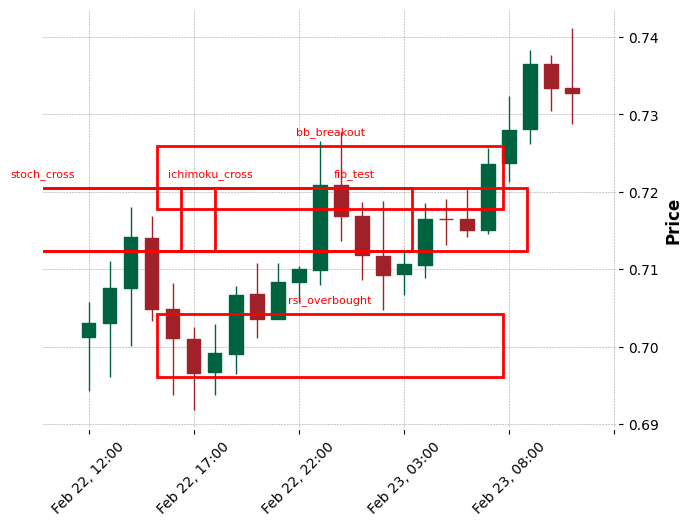 0.74
0.73
bb_breakout
stoch_cross
ichimoku_cross
fib_test
0.72
Price
0.71
rsi_overbought
0.70
0.69
Feb 22, 12:00
Feb 22, 17:00
Feb 22, 22:00
Feb 23, 03:00
Feb 23, 08:00